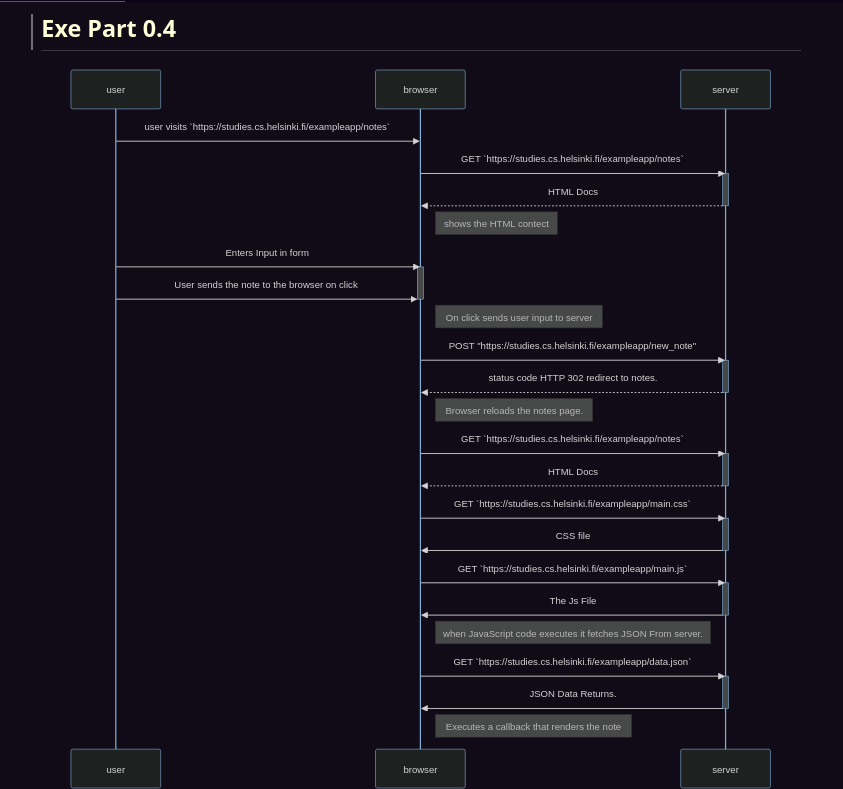 Exe Part 0.4
user
browser
server
user visits `https://studies.cs.helsinki.fi/exampleapp/notes`
GET `https://studies.cs.helsinki.fi/exampleapp/notes`
HTML Docs
shows the HTML contect
Enters Input in form
User sends the note to the browser on click
On click sends user input to server
POST "https://studies.cs.helsinki.fi/exampleapp/new_note"
status code HTTP 302 redirect to notes.
Browser reloads the notes page.
GET `https://studies.cs.helsinki.fi/exampleapp/notes`
HTML Docs
GET `https://studies.cs.helsinki.fi/exampleapp/main.css`
CSS file
GET `https://studies.cs.helsinki.fi/exampleapp/main.js`
The Js File
when JavaScript code executes it fetches JSON From server.
GET `https://studies.cs.helsinki.fi/exampleapp/data.json`
JSON Data Returns.
Executes a callback that renders the note
user
browser
server